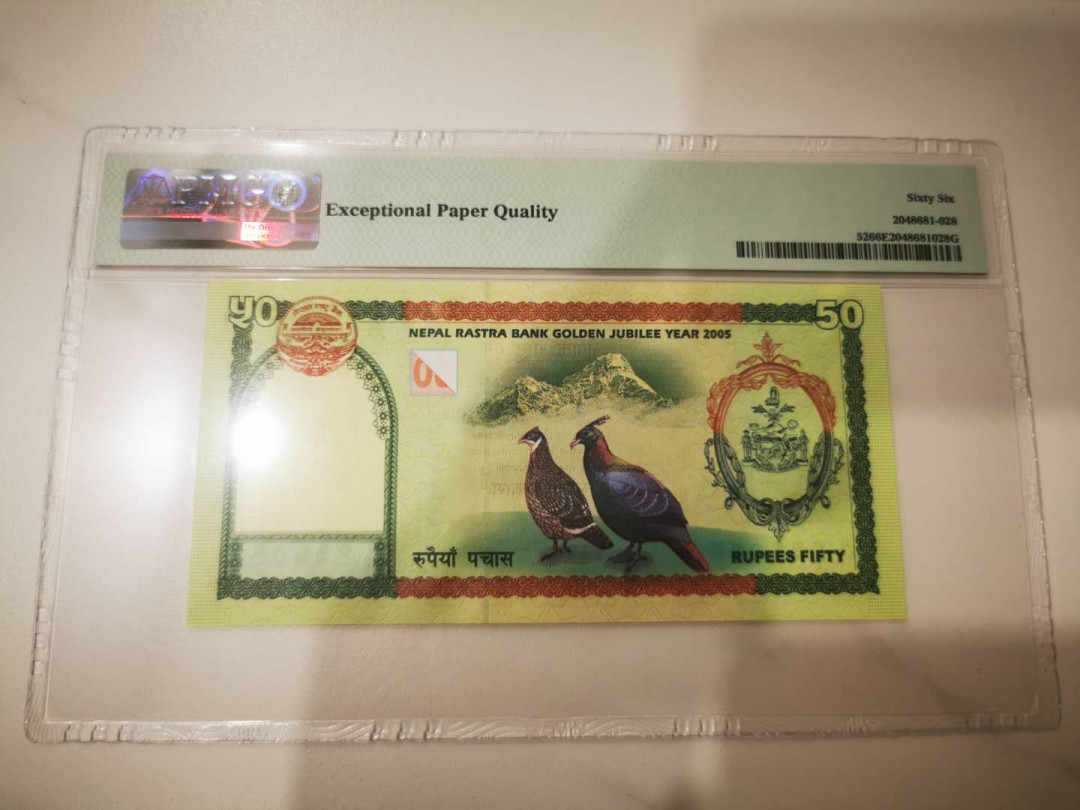 PMG
Exceptional Paper Quality
Sixty Six
2048681-028
5266E2048681028G
५०
50
NEPAL RASTRA BANK GOLDEN JUBILEE YEAR 2005
रुपैयाँ पचास
RUPEES FIFTY